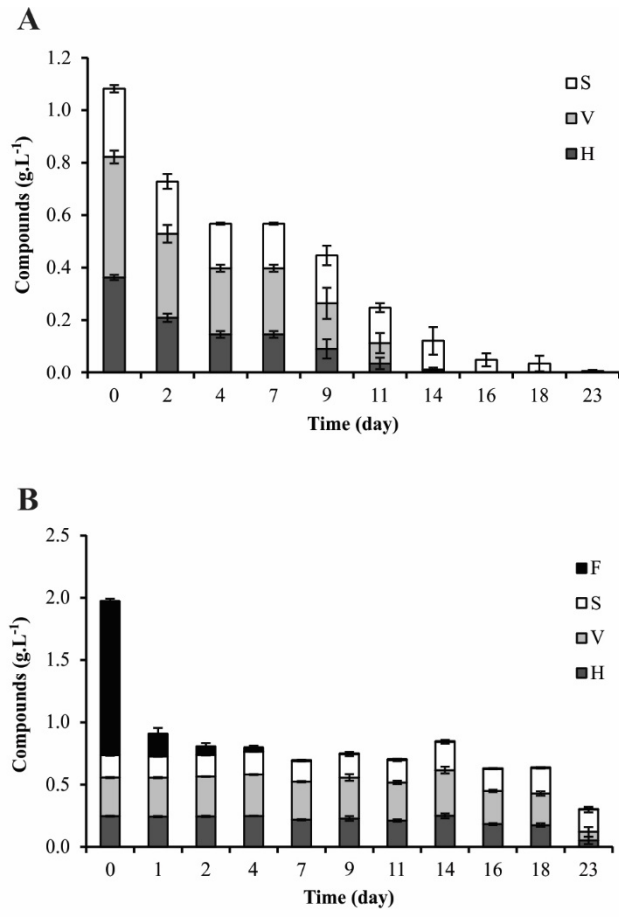 A
1.2
1.0
0.8
0.6
0.4
0.2
0.0
Compounds (g.L-1)
S
V
H
0 2 4 7 9 11 14 16 18 23
Time (day)
B
2.5
2.0
1.5
1.0
0.5
0.0
Compounds (g.L-1)
F
S
V
H
0 1 2 4 7 9 11 14 16 18 23
Time (day)